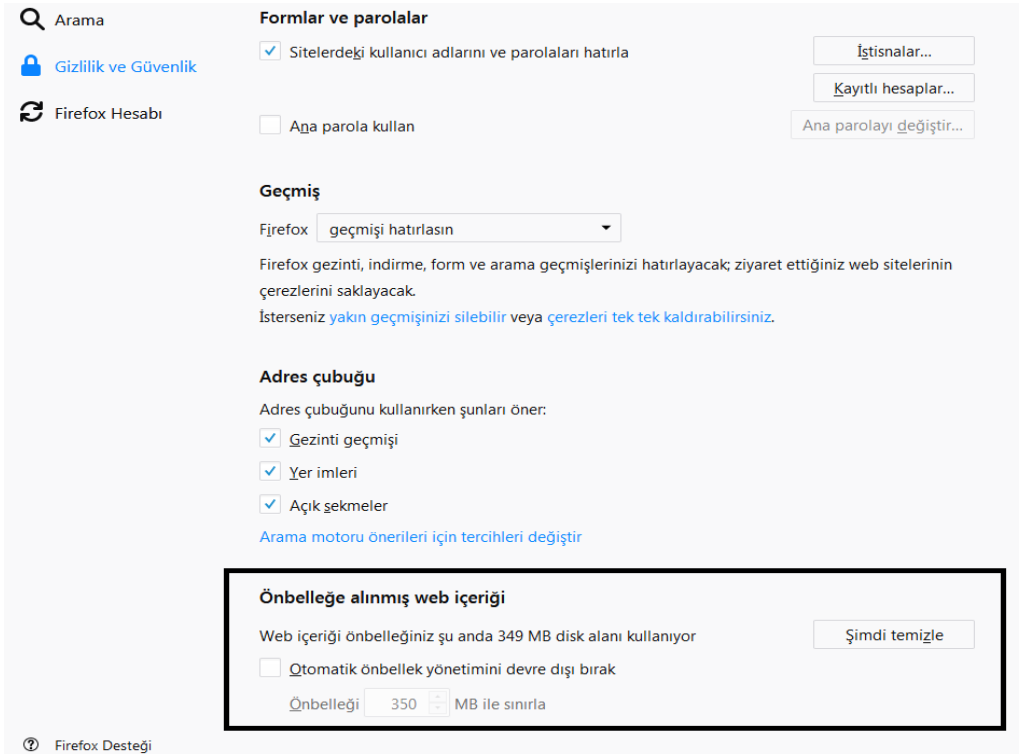 Arama
Gizlilik ve Güvenlik
Firefox Hesabı
Formlar ve parolalar
Sitelerdeki kullanıcı adlarını ve parolaları hatırla
İstisnalar...
Kayıtlı hesaplar...
Ana parola kullan
Ana parolayı değiştir...
Geçmiş
Firefox geçmişi hatırlasın
Firefox gezinti, indirme, form ve arama geçmişlerinizi hatırlayacak; ziyaret ettiğiniz web sitelerinin
çerezlerini saklayacak.
İsterseniz yakın geçmişinizi silebilir veya çerezleri tek tek kaldırabilirsiniz.
Adres çubuğu
Adres çubuğunu kullanırken şunları öner:
Gezinti geçmişi
Yer imleri
Açık sekmeler
Arama motoru önerileri için tercihleri değiştir
Önbelleğe alınmış web içeriği
Web içeriği önbelleğiniz şu anda 349 MB disk alanı kullanıyor
Şimdi temizle
Otomatik önbellek yönetimini devre dışı bırak
Önbelleği 350 MB ile sınırla
Firefox Desteği